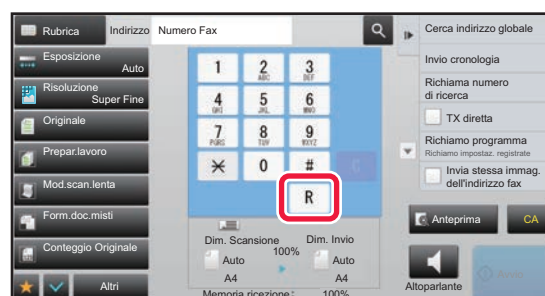 Rubrica
Indirizzo
Numero Fax
Cerca indirizzo globale
Esposizione
Auto
Risoluzione
Super Fine
Originale
Prepar.lavoro
Mod.scan.lenta
Form.doc.misti
Conteggio Originale
Altri
1
2
ABC
3
DEF
4
GHI
5
JKL
6
MNO
7
PQRS
8
TUV
9
WXYZ
0
#
C
R
Dim. Scansione
100%
Dim. Invio
Auto
A4
Auto
A4
Memoria ricezione:
100%
Invio cronologia
Richiama numero
di ricerca
TX diretta
Richiamo programma
Richiamo impostaz. registrate
Invia stessa immag.
dell'indirizzo fax
Anteprima
CA
Altoparlante
Avvio